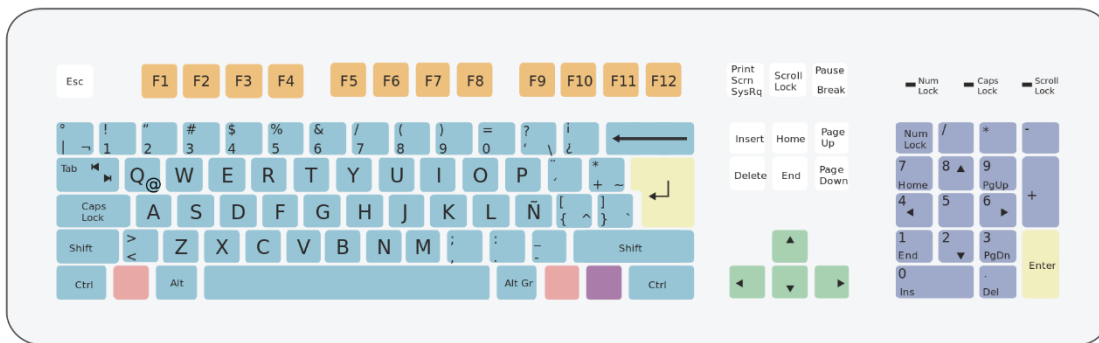 Esc F1 F2 F3 F4 F5 F6 F7 F8 F9 F10 F11 F12 Print Scrn SysRq Scroll Lock Pause Break Num Lock Caps Lock Scroll Lock
° | ¬ ! 1 " 2 # 3 $ 4 % 5 & 6 / 7 ( 8 ) 9 = 0 ? ‘ \ ¡ ¿ Insert Home Page Up Num Lock / * -
Tab Q @ W E R T Y U I O P ¨ ´ * + ~ Delete End Page Down 7 Home 8 9 PgUp +
Caps Lock A S D F G H J K L Ñ [ { ^ ] } ` 4 5 6
Shift > < Z X C V B N M ; , : . _ - Shift 1 End 2 3 PgDn Enter
Ctrl Alt Alt Gr Ctrl 0 Ins . Del